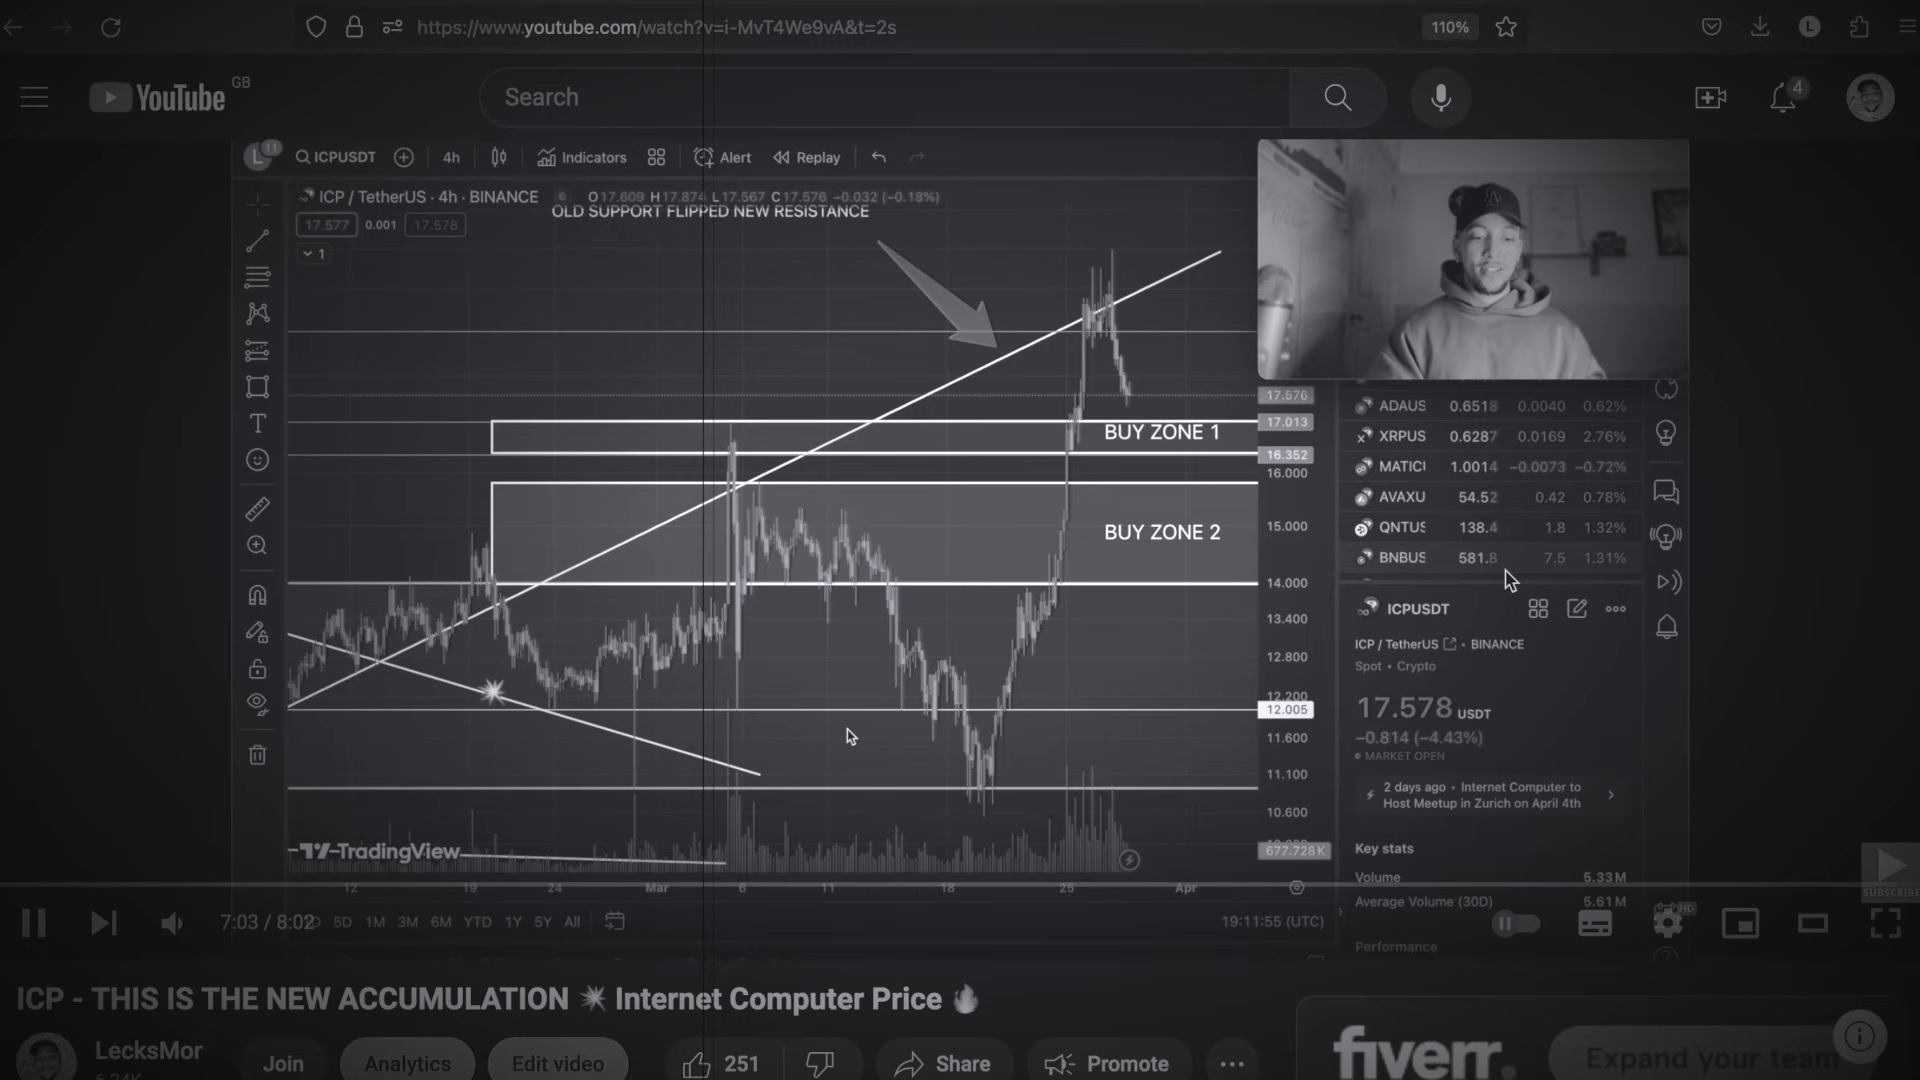 https://www.youtube.com/watch?v=i-MvT4We9vA&t=2s
110%
L
YouTube GB
Search
4
L 11
ICPUSDT
4h
Indicators
Alert
Replay
ICP / TetherUS · 4h · BINANCE
O17.609 H17.874 L17.567 C17.576 −0.032 (−0.18%)
OLD SUPPORT FLIPPED NEW RESISTANCE
17.577 0.001 17.578
1
LA
17.576
17.013
BUY ZONE 1
16.352
16.000
15.000
BUY ZONE 2
14.000
13.400
12.800
12.200
12.005
11.600
11.100
10.600
677.728K
ADAUS 0.6518 0.0040 0.62%
XRPUS 0.6287 0.0169 2.76%
MATICI 1.0014 −0.0073 −0.72%
AVAXU 54.52 0.42 0.78%
QNTUS 138.4 1.8 1.32%
BNBUS 581.8 7.5 1.31%
ICPUSDT
ICP / TetherUS • BINANCE
Spot • Crypto
17.578 USDT
−0.814 (−4.43%)
MARKET OPEN
2 days ago • Internet Computer to
Host Meetup in Zurich on April 4th
Key stats
Volume 5.33M
Average Volume (30D) 5.61M
Performance
TradingView
12 19 24 Mar 6 11 18 25 Apr
SUBSCRIBE
7:03 / 8:02
5D 1M 3M 6M YTD 1Y 5Y All
19:11:55 (UTC)
HD
ICP - THIS IS THE NEW ACCUMULATION 💥 Internet Computer Price 🔥
LecksMor
Join
Analytics
Edit video
251
Share
Promote
fiverr.
Expand your team